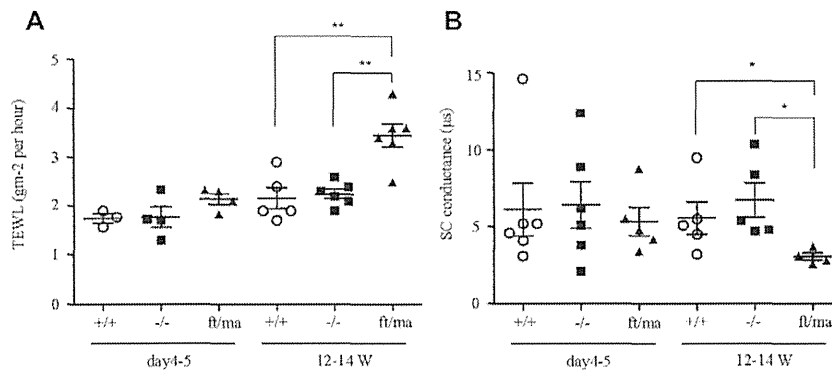 A
**
**
5
4
3
2
1
0
TEWL (gm-2 per hour)
+/+ -/- ft/ma +/+ -/- ft/ma
day4-5 12-14 W
B
*
*
15
10
5
0
SC conductance (μs)
+/+ -/- ft/ma +/+ -/- ft/ma
day4-5 12-14 W